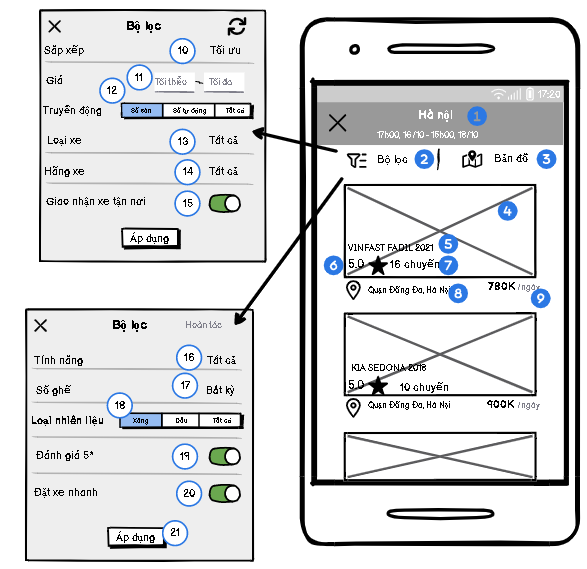 Bộ lọc
Sắp xếp 10 Tối ưu
Giá 11 Tối thiểu - Tối đa
12
Truyền động Số sàn Số tự động Tất cả
Loại xe 13 Tất cả
Hãng xe 14 Tất cả
Giao nhận xe tận nơi 15
Áp dụng
Bộ lọc Hoàn tác
Tính năng 16 Tất cả
Số ghế 17 Bất kỳ
18
Loại nhiên liệu Xăng Dầu Tất cả
Đánh giá 5* 19
Đặt xe nhanh 20
Áp dụng 21
17:20
Hà nội 1
17h00, 16/10 - 15h00, 18/10
Bộ lọc 2 Bản đồ 3
4
VINFAST FADIL 2021 5
6 5.0 16 chuyến 7
Quận Đống Đa, Hà Nội 8 780K /ngày 9
KIA SEDONA 2018
5.0 10 chuyến
Quận Đống Đa, Hà Nội 900K /ngày